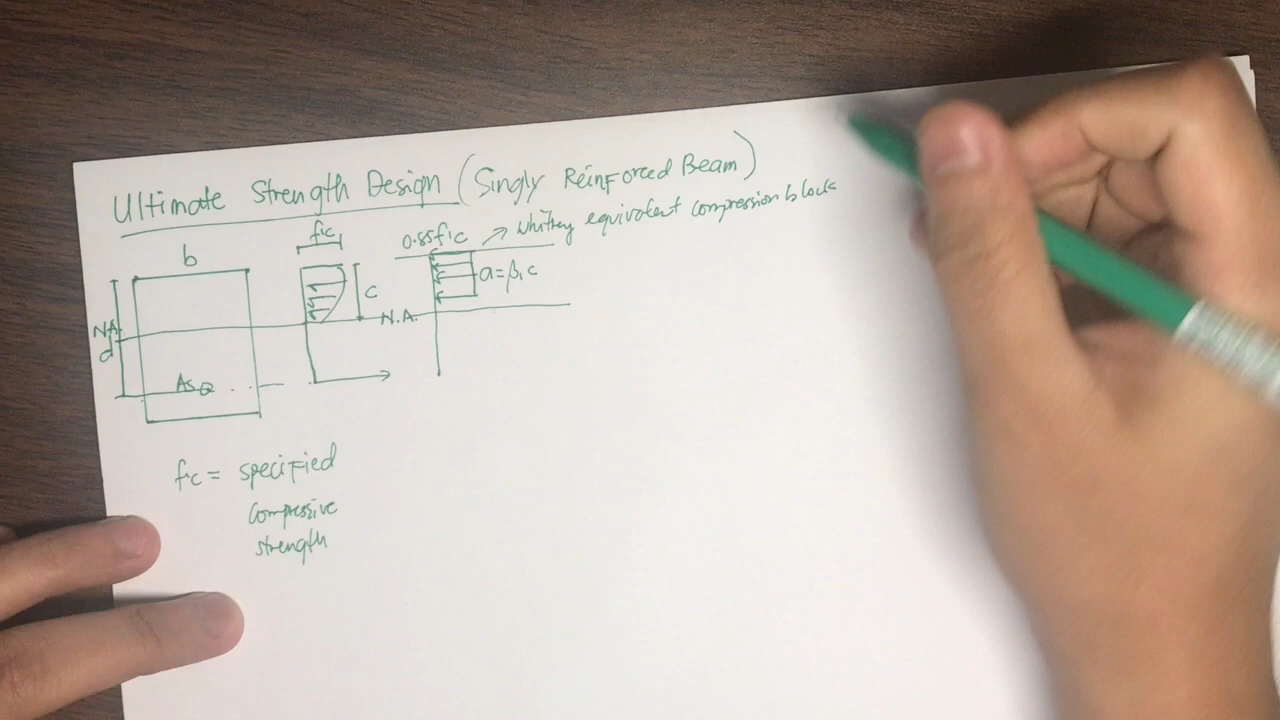 Ultimate Strength Design (Singly Reinforced Beam)
f'c
0.85f'c → Whitney equivalent compression block
b
a=β₁c
c
N.A.
N.A.
d
As
f'c = specified
compressive
strength